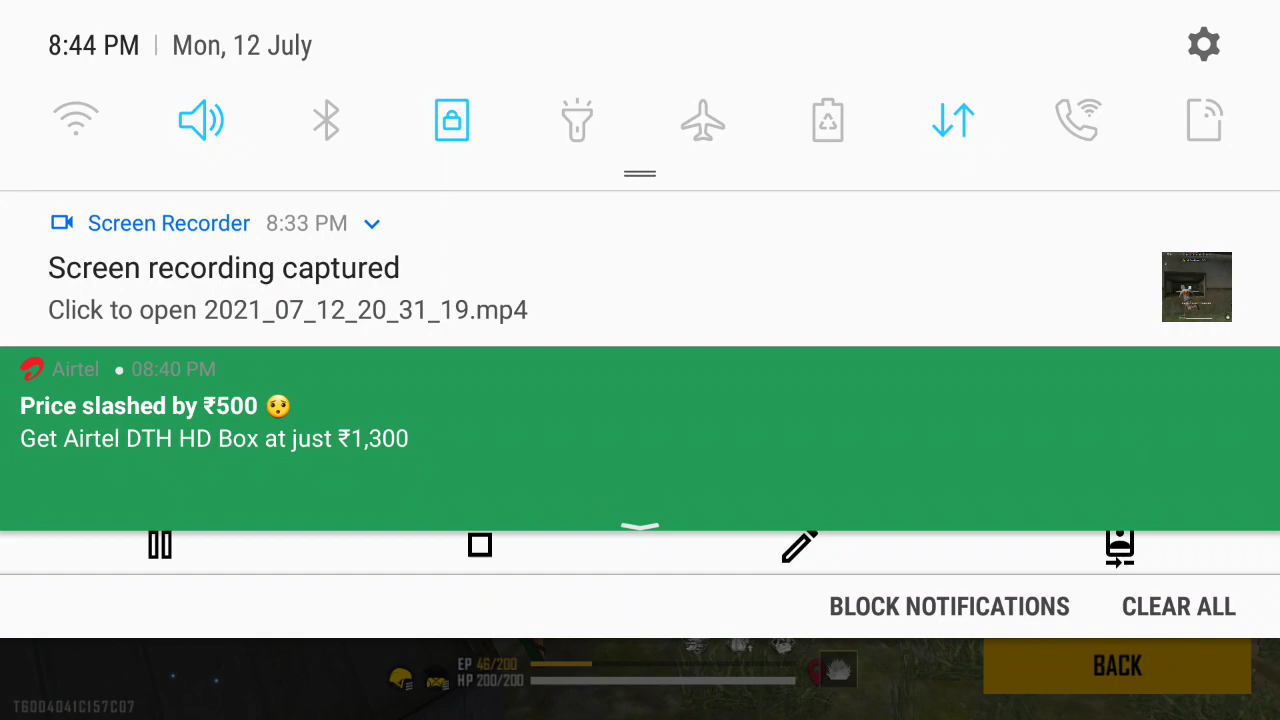 8:44 PM | Mon, 12 July
Screen Recorder 8:33 PM
Screen recording captured
Click to open 2021_07_12_20_31_19.mp4
Airtel • 08:40 PM
Price slashed by ₹500 😯
Get Airtel DTH HD Box at just ₹1,300
BLOCK NOTIFICATIONS CLEAR ALL
EP 46/200
HP 200/200
BACK
T60D4041C157C07